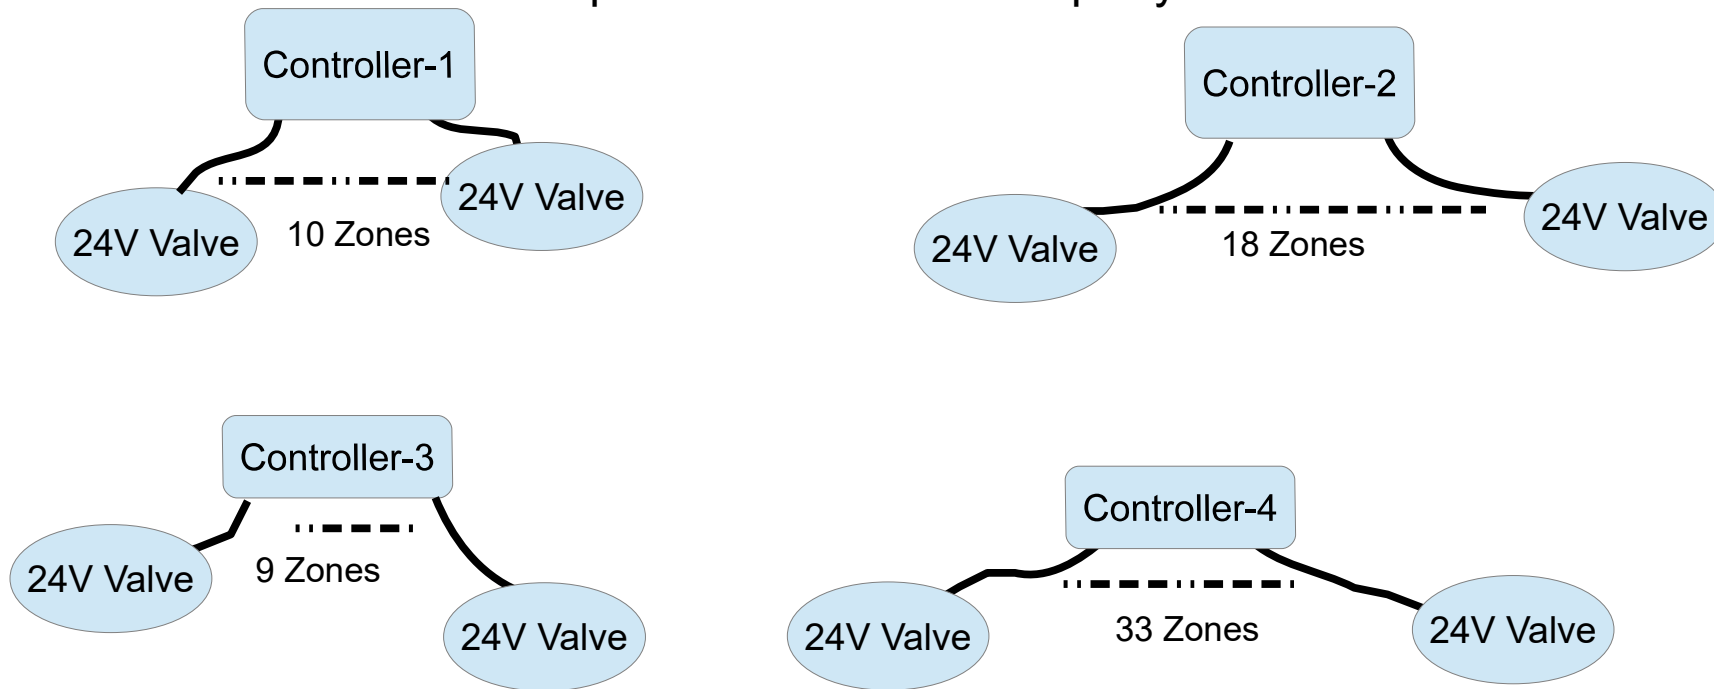 Controller-1
Controller-2
24V Valve
10 Zones
24V Valve
24V Valve
18 Zones
24V Valve
Controller-3
Controller-4
24V Valve
9 Zones
24V Valve
24V Valve
33 Zones
24V Valve